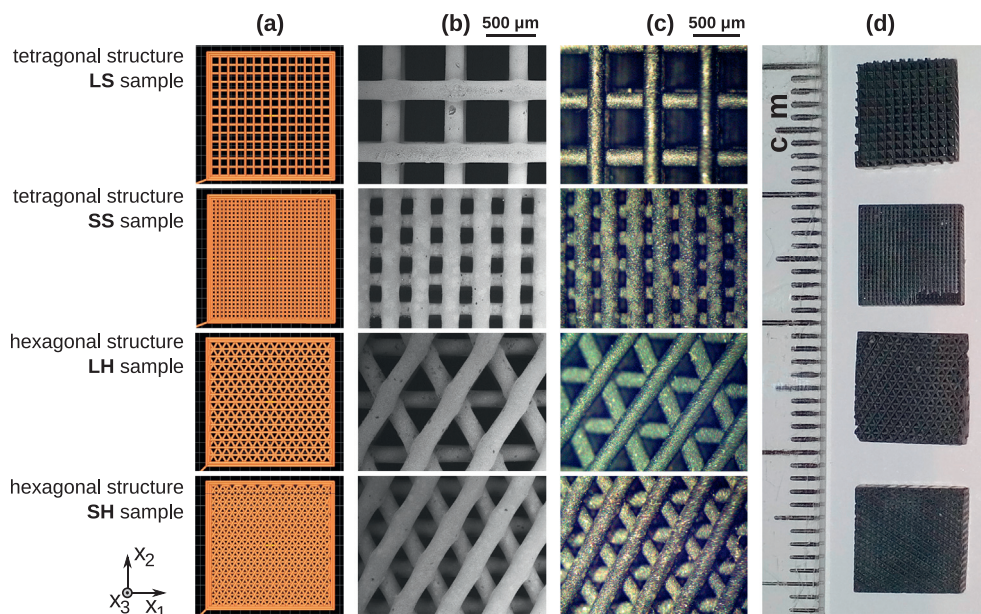 (a)
(b)
500 µm
(c)
500 µm
(d)
tetragonal structure
LS sample
tetragonal structure
SS sample
hexagonal structure
LH sample
hexagonal structure
SH sample
x2
x3
x1
c m